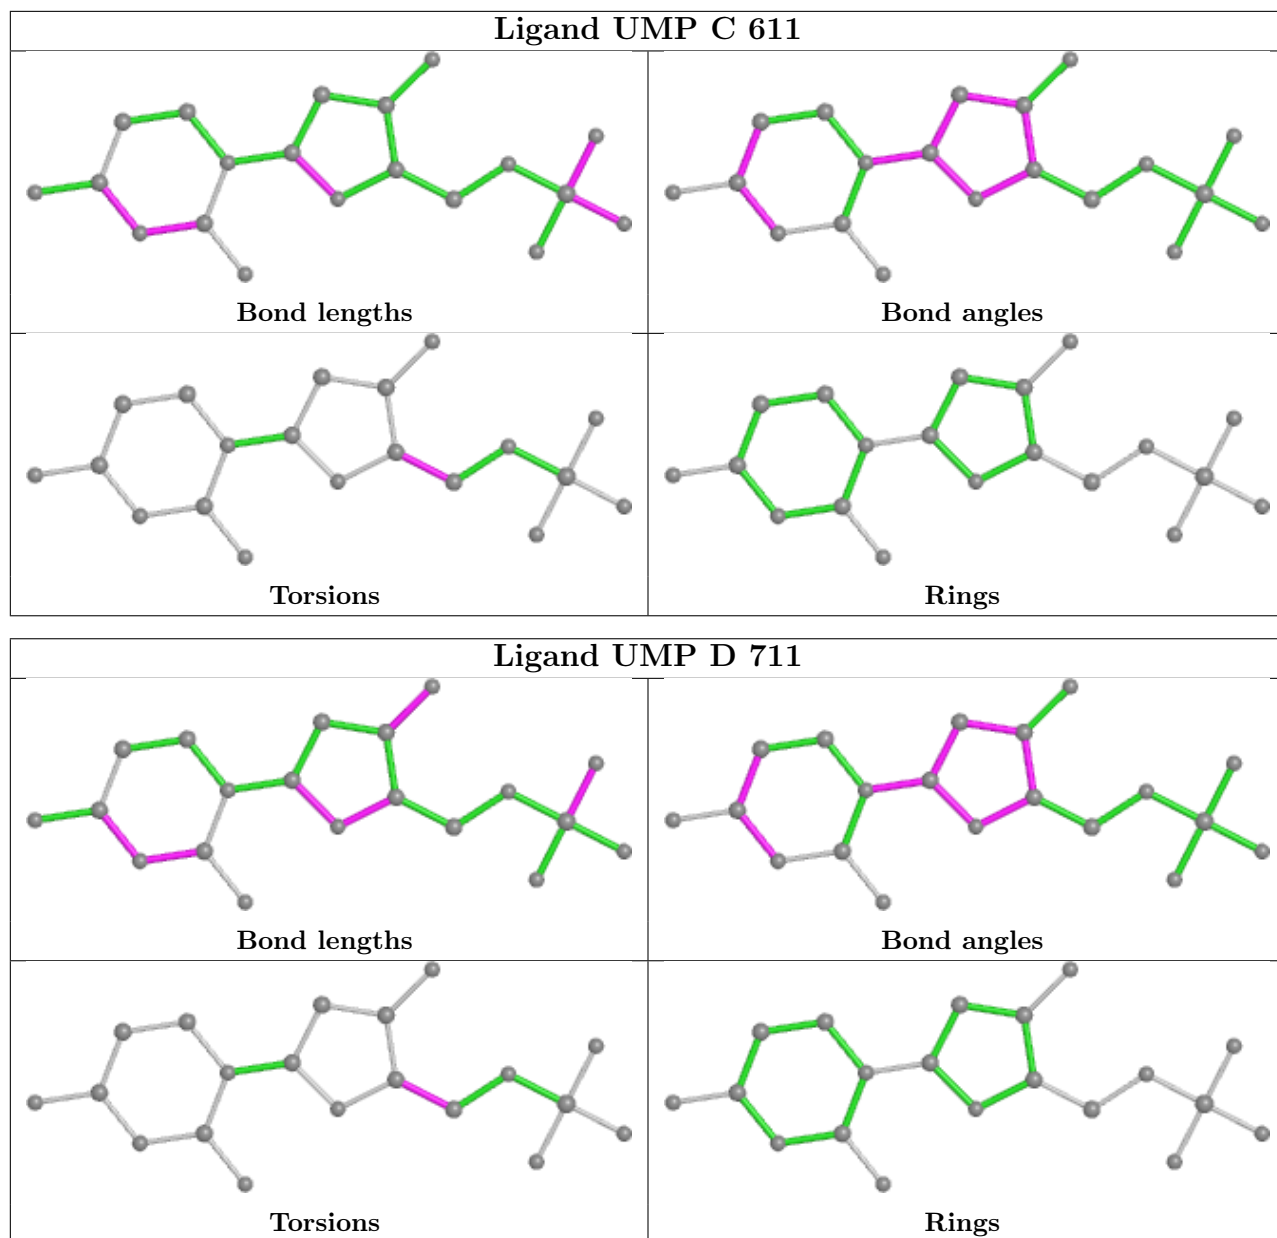 Ligand UMP C 611
Bond lengths
Bond angles
Torsions
Rings
Ligand UMP D 711
Bond lengths
Bond angles
Torsions
Rings